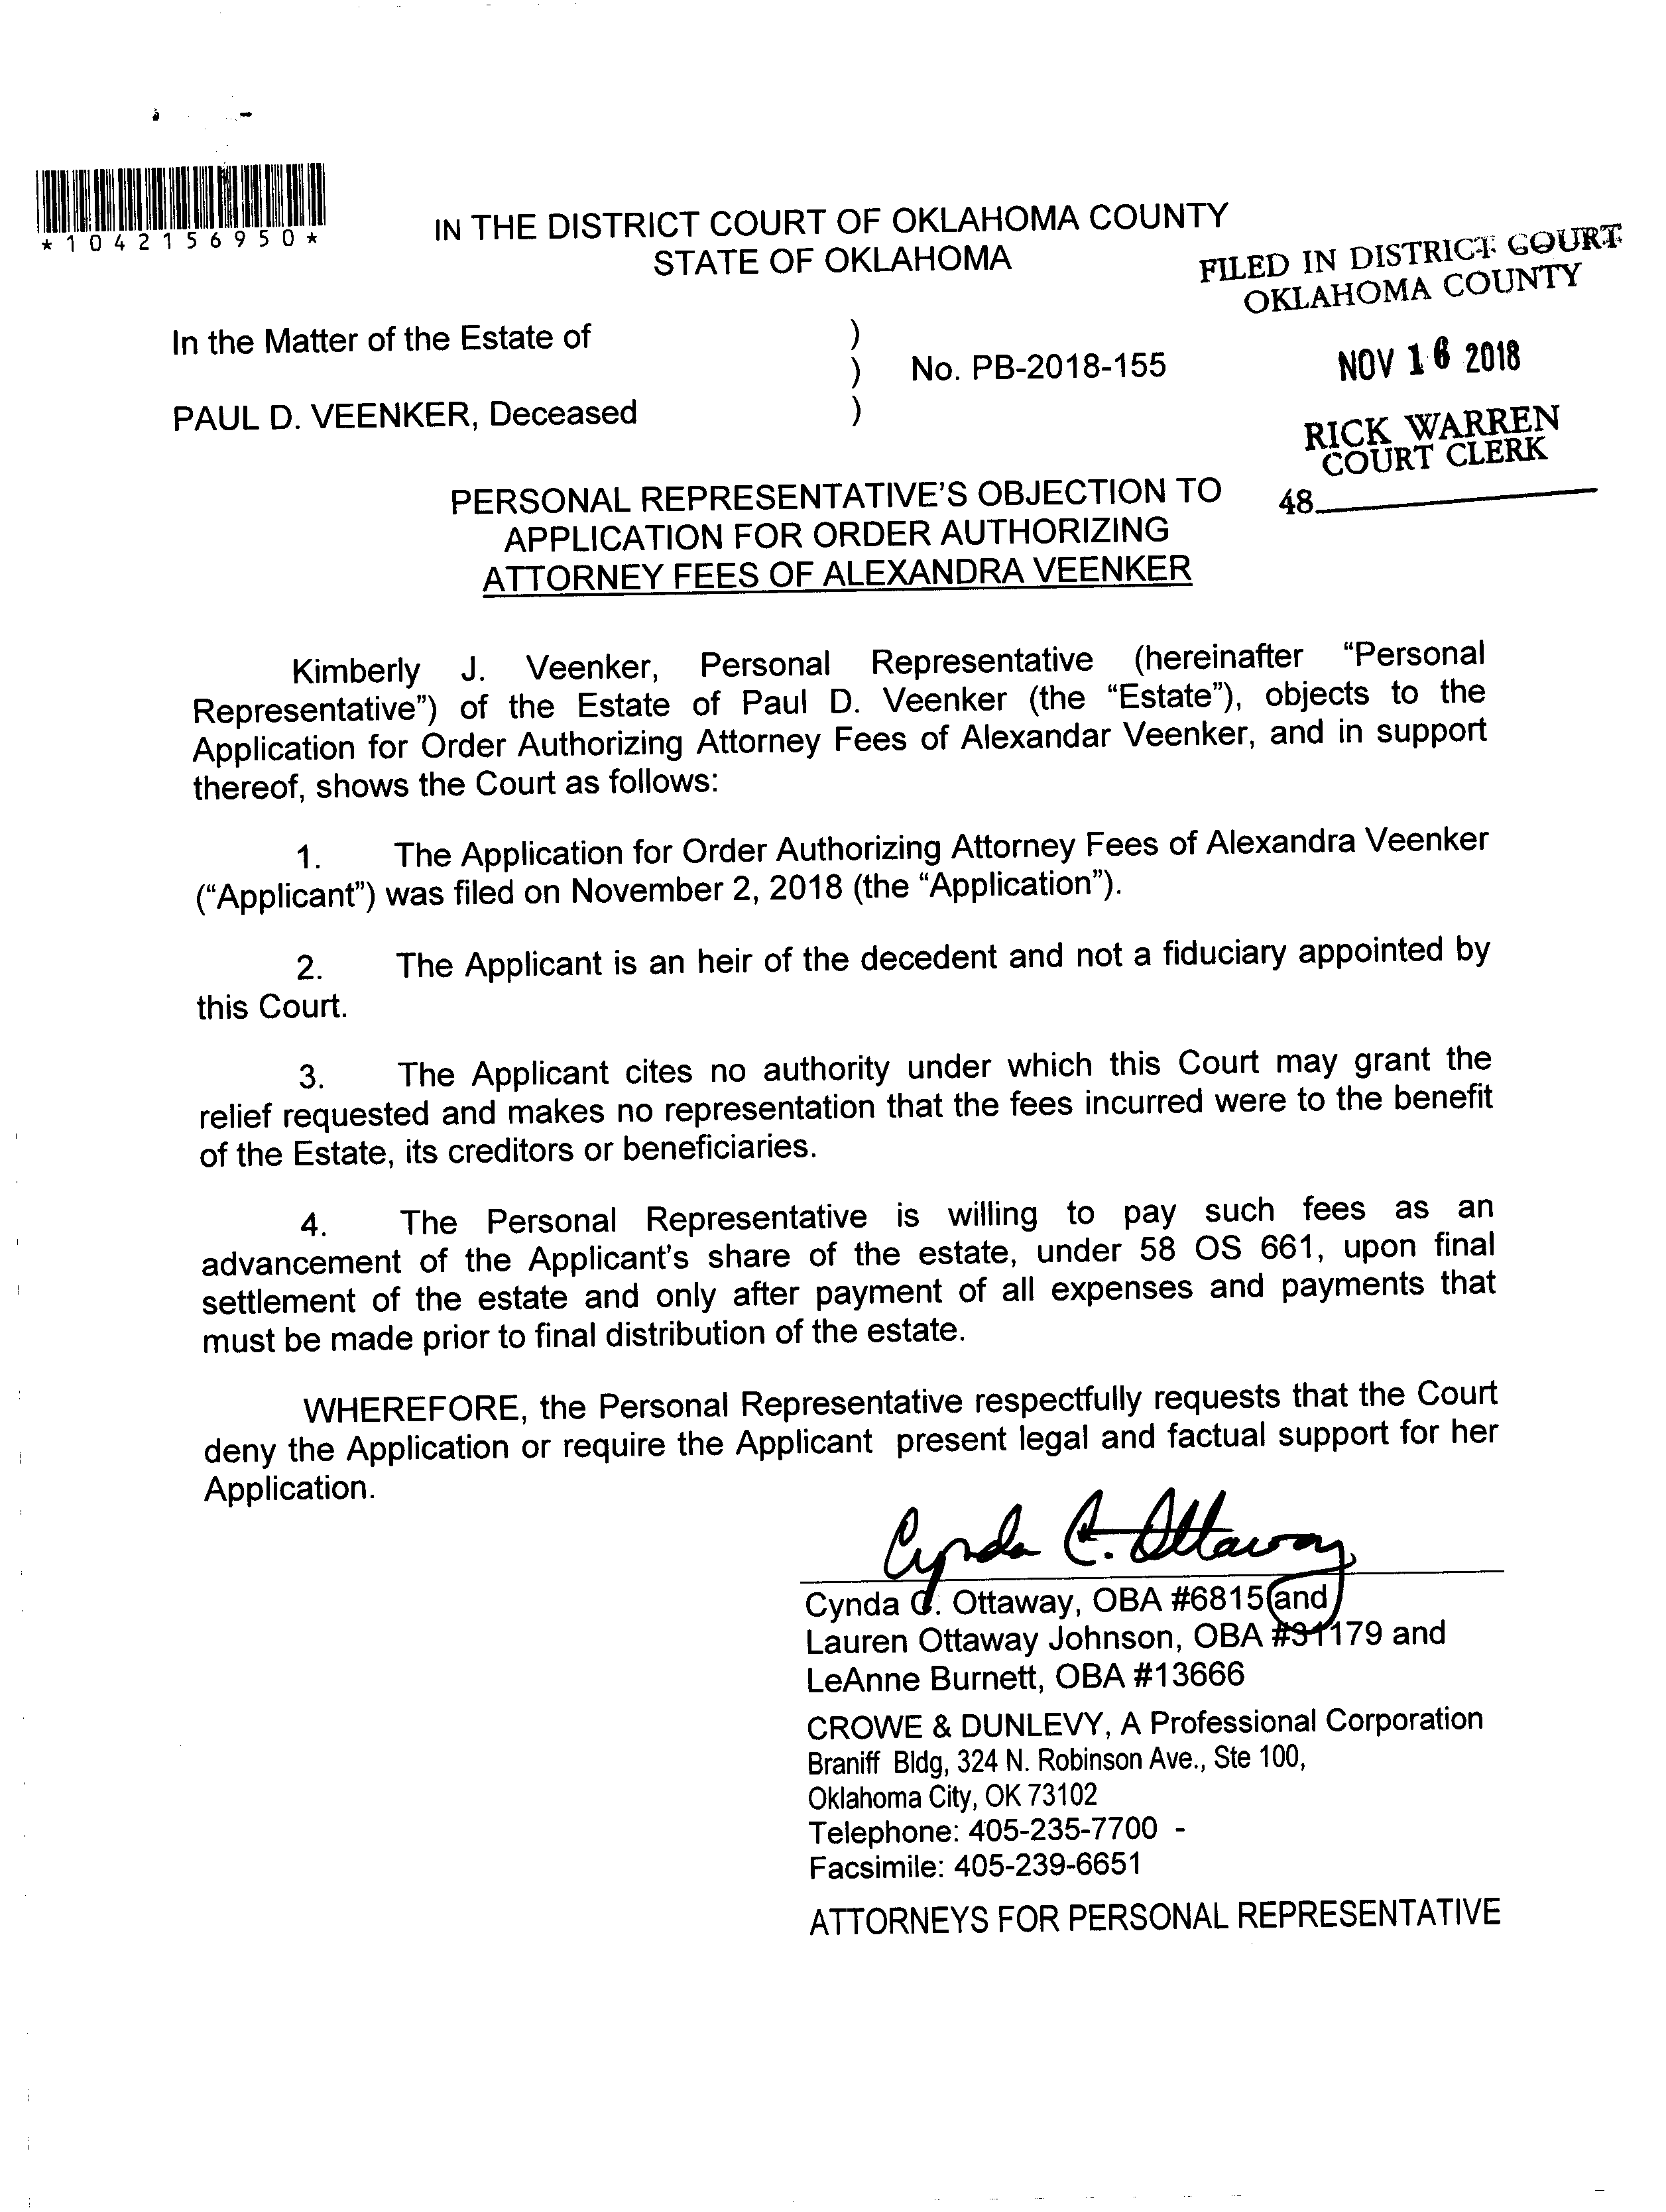 *1042156950*
IN THE DISTRICT COURT OF OKLAHOMA COUNTY
STATE OF OKLAHOMA
FILED IN DISTRICT COURT
OKLAHOMA COUNTY
In the Matter of the Estate of )
) No. PB-2018-155
PAUL D. VEENKER, Deceased )
NOV 16 2018
RICK WARREN
COURT CLERK
48
PERSONAL REPRESENTATIVE'S OBJECTION TO
APPLICATION FOR ORDER AUTHORIZING
ATTORNEY FEES OF ALEXANDRA VEENKER
Kimberly J. Veenker, Personal Representative (hereinafter “Personal
Representative”) of the Estate of Paul D. Veenker (the “Estate”), objects to the
Application for Order Authorizing Attorney Fees of Alexandar Veenker, and in support
thereof, shows the Court as follows:
1. The Application for Order Authorizing Attorney Fees of Alexandra Veenker
(“Applicant”) was filed on November 2, 2018 (the “Application”).
2. The Applicant is an heir of the decedent and not a fiduciary appointed by
this Court.
3. The Applicant cites no authority under which this Court may grant the
relief requested and makes no representation that the fees incurred were to the benefit
of the Estate, its creditors or beneficiaries.
4. The Personal Representative is willing to pay such fees as an
advancement of the Applicant's share of the estate, under 58 OS 661, upon final
settlement of the estate and only after payment of all expenses and payments that
must be made prior to final distribution of the estate.
WHEREFORE, the Personal Representative respectfully requests that the Court
deny the Application or require the Applicant present legal and factual support for her
Application.
Cynda C. Ottaway
Cynda C. Ottaway, OBA #6815 and
Lauren Ottaway Johnson, OBA #31179 and
LeAnne Burnett, OBA #13666
CROWE & DUNLEVY, A Professional Corporation
Braniff Bldg, 324 N. Robinson Ave., Ste 100,
Oklahoma City, OK 73102
Telephone: 405-235-7700 -
Facsimile: 405-239-6651
ATTORNEYS FOR PERSONAL REPRESENTATIVE